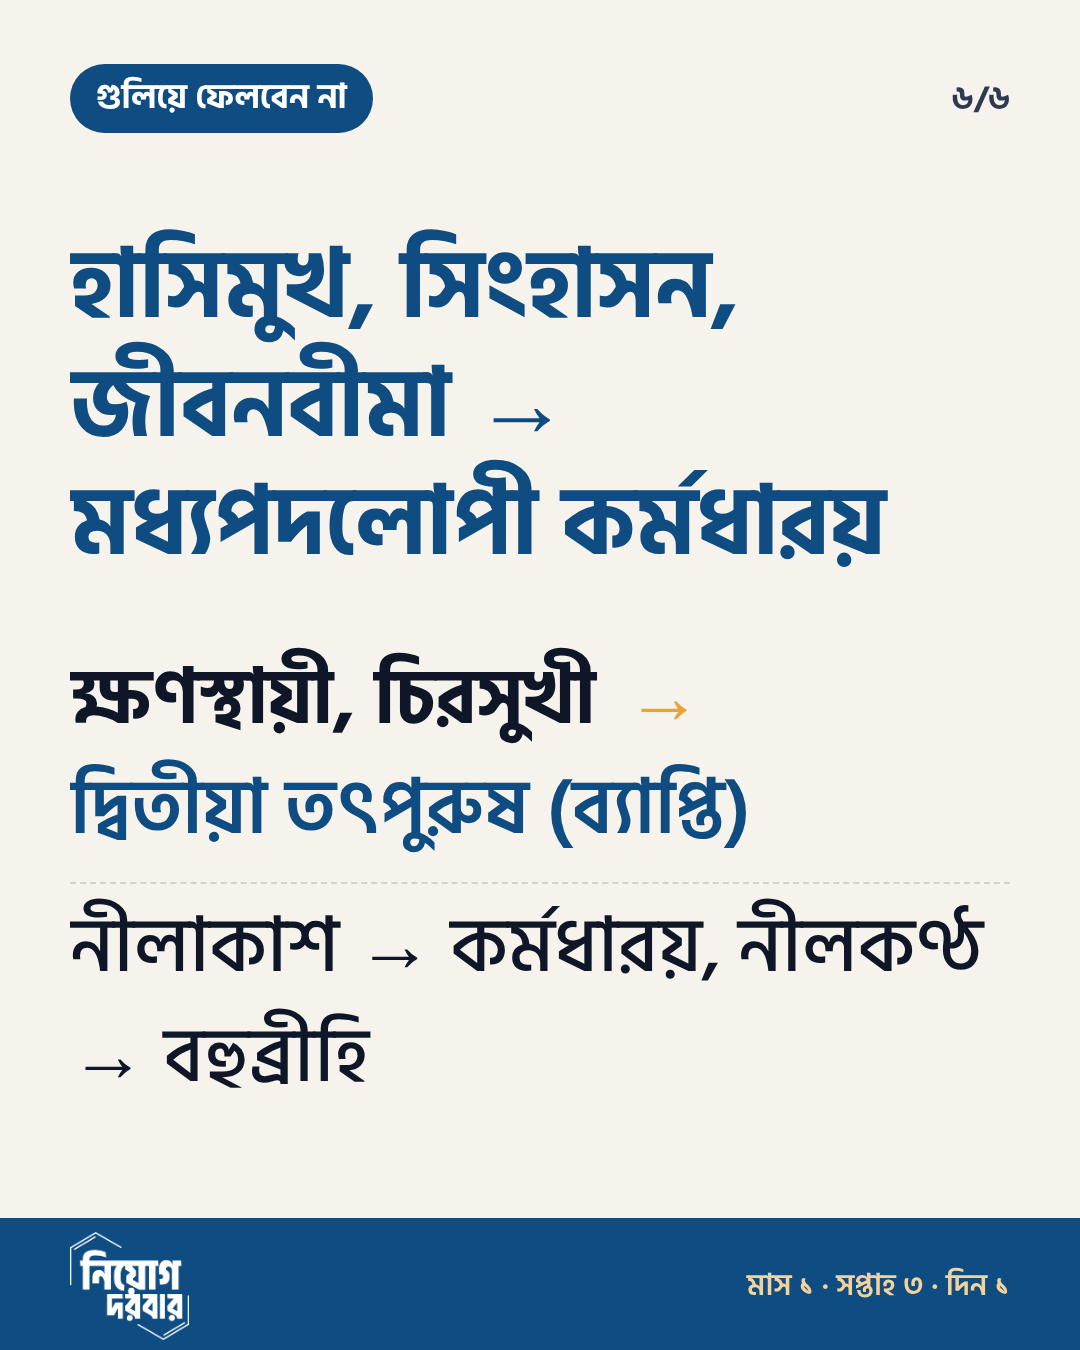 গুলিয়ে ফেলবেন না
৬/৬
হাসিমুখ, সিংহাসন,
জীবনবীমা →
মধ্যপদলোপী কর্মধারয়
ক্ষণস্থায়ী, চিরসুখী →
দ্বিতীয়া তৎপুরুষ (ব্যাপ্তি)
নীলাকাশ → কর্মধারয়, নীলকণ্ঠ
→ বহুব্রীহি
নিয়োগ
দরবার
মাস ১ · সপ্তাহ ৩ · দিন ১